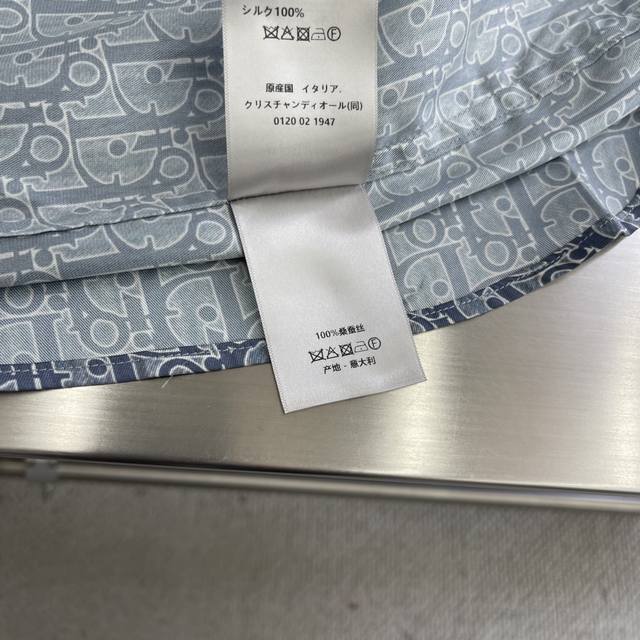 シルク100%
原産国 イタリア.
クリスチャンディオール(同)
0120 02 1947
100%桑蚕丝
产地 - 意大利